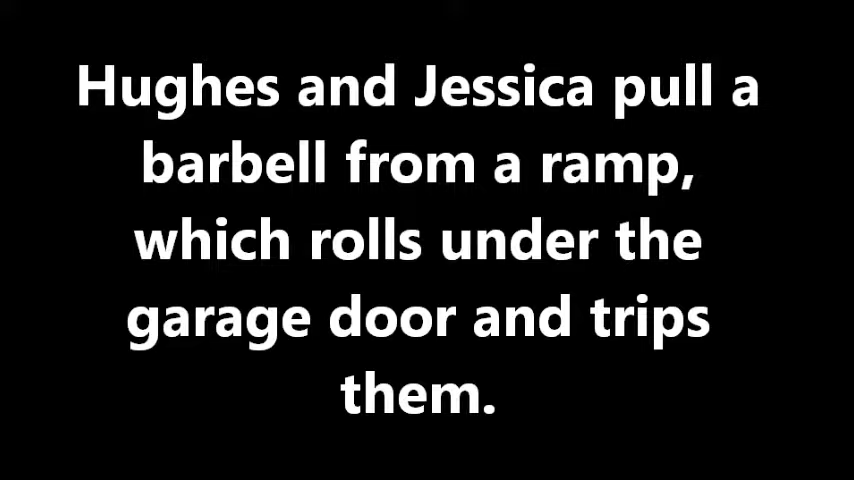 Hughes and Jessica pull a
barbell from a ramp,
which rolls under the
garage door and trips
them.